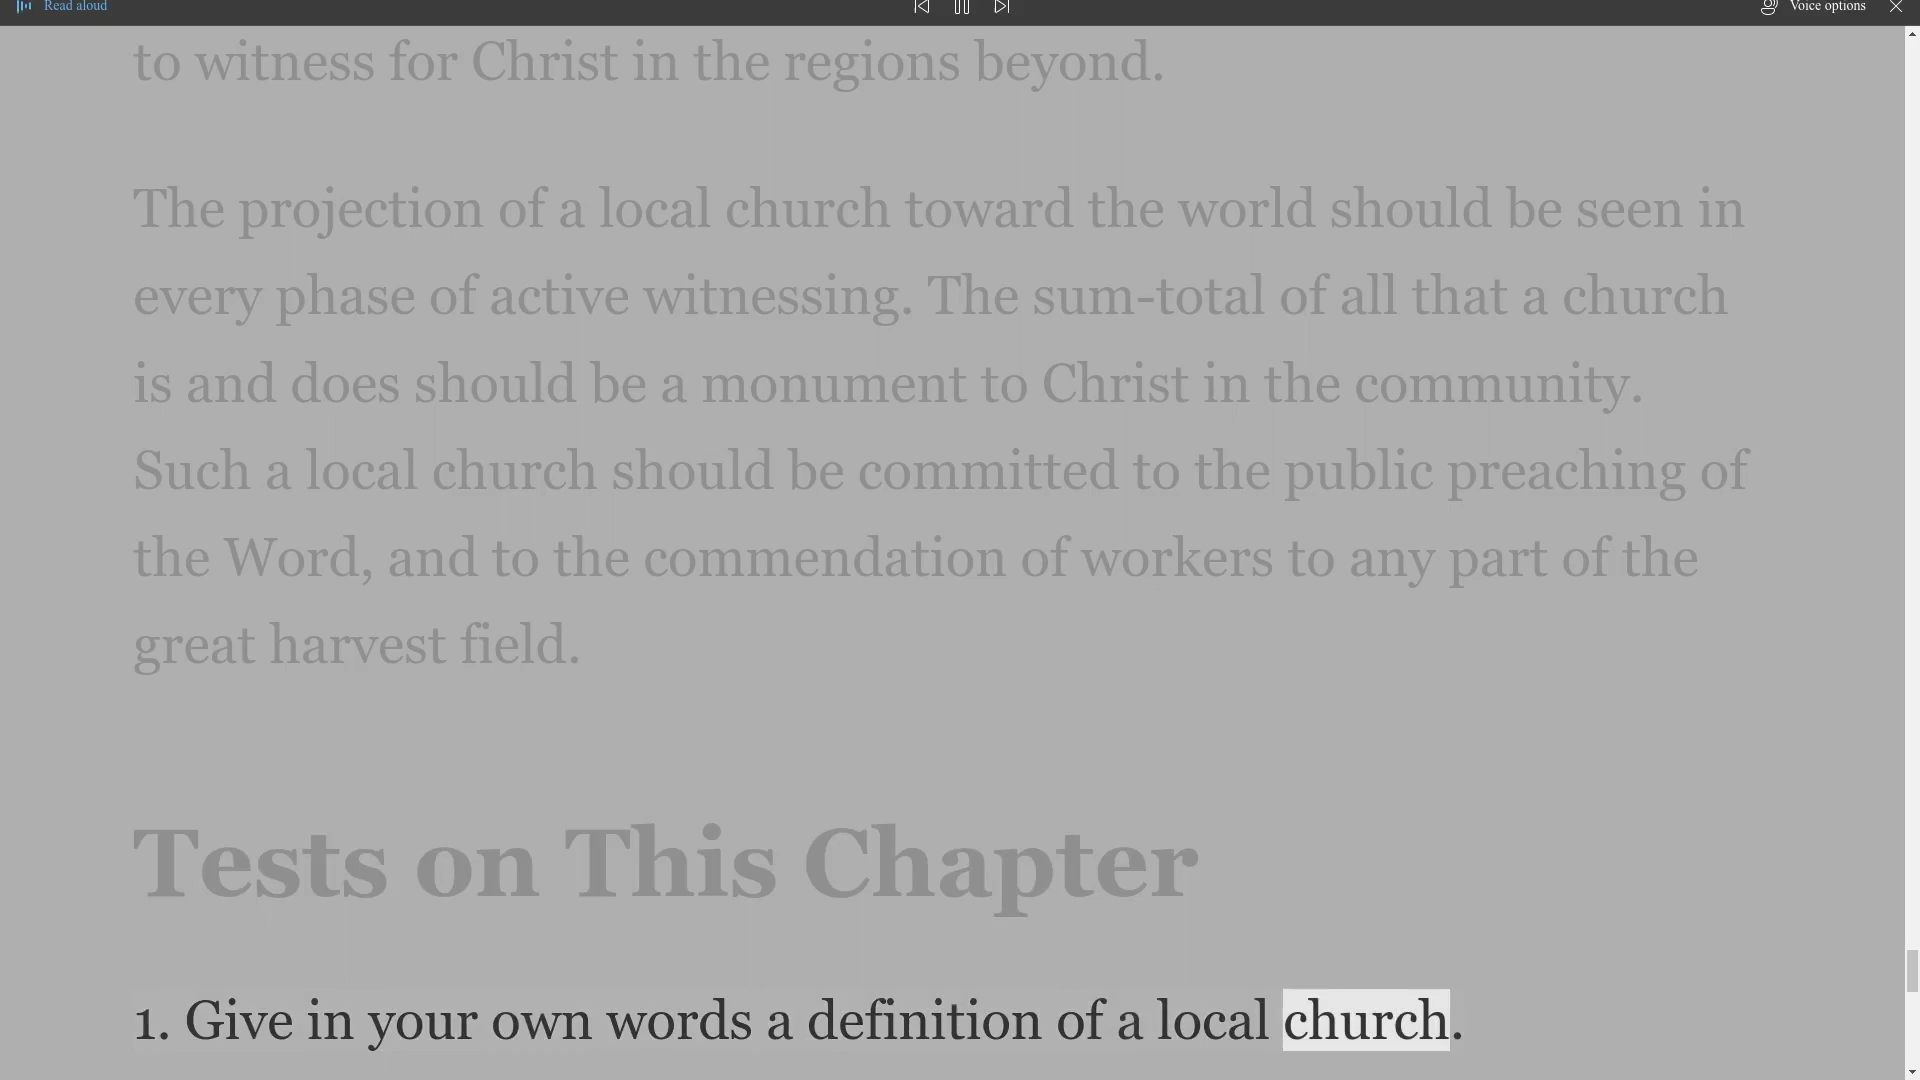 Read aloud
Voice options
to witness for Christ in the regions beyond.
The projection of a local church toward the world should be seen in
every phase of active witnessing. The sum-total of all that a church
is and does should be a monument to Christ in the community.
Such a local church should be committed to the public preaching of
the Word, and to the commendation of workers to any part of the
great harvest field.
Tests on This Chapter
1. Give in your own words a definition of a local church.